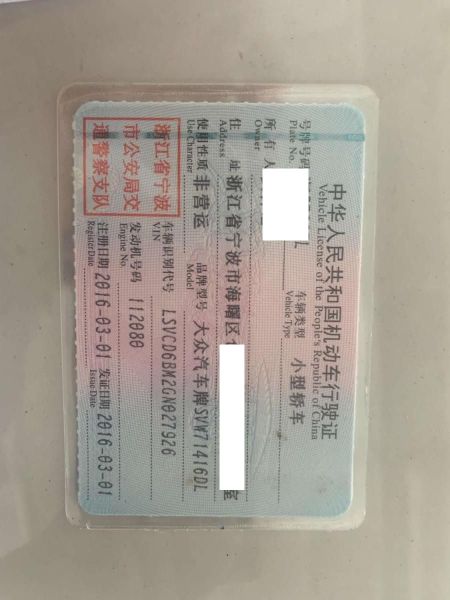 中华人民共和国机动车行驶证
Vehicle License of the People's Republic of China
号牌号码
Plate No.
车辆类型 小型轿车
Vehicle Type
所有人
Owner
住址 浙江省宁波市海曙区
Address
室
使用性质 非营运
Use Character
品牌型号 大众汽车牌SVW71416DL
Model
浙江省宁波
市公安局交
通警察支队
车辆识别代号 LSVCD6BM2GN027926
VIN
发动机号码 112080
Engine No.
注册日期 2016-03-01
Register Date
发证日期 2016-03-01
Issue Date